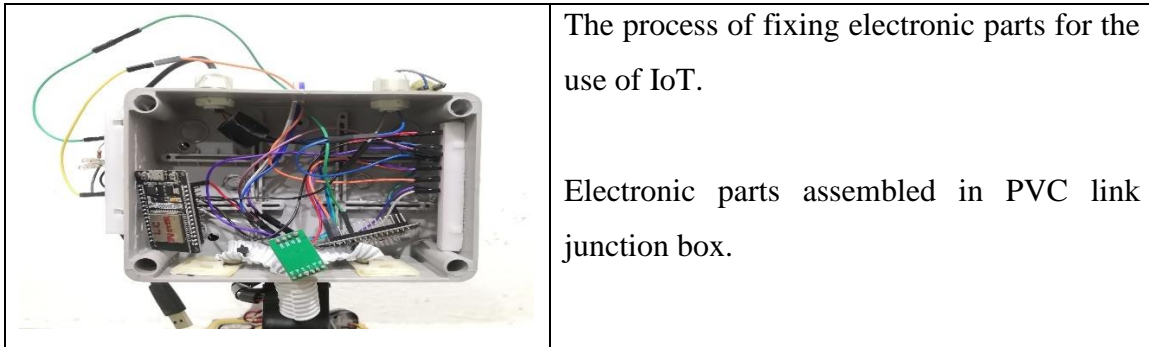 The process of fixing electronic parts for the
use of IoT.
Electronic parts assembled in PVC link
junction box.